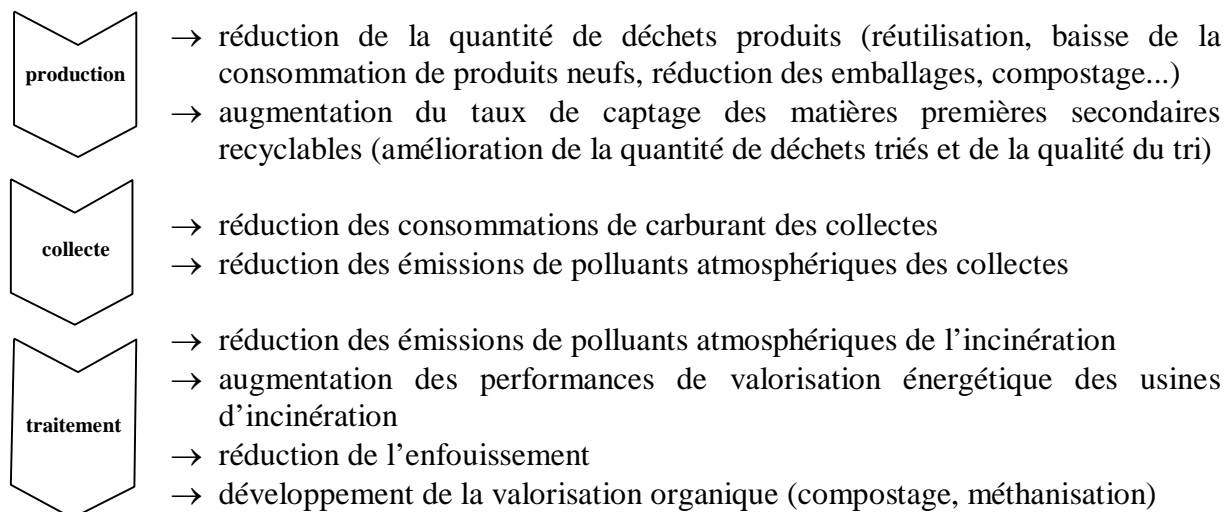 production
→ réduction de la quantité de déchets produits (réutilisation, baisse de la
consommation de produits neufs, réduction des emballages, compostage...)
→ augmentation du taux de captage des matières premières secondaires
recyclables (amélioration de la quantité de déchets triés et de la qualité du tri)
collecte
→ réduction des consommations de carburant des collectes
→ réduction des émissions de polluants atmosphériques des collectes
traitement
→ réduction des émissions de polluants atmosphériques de l’incinération
→ augmentation des performances de valorisation énergétique des usines
d’incinération
→ réduction de l’enfouissement
→ développement de la valorisation organique (compostage, méthanisation)